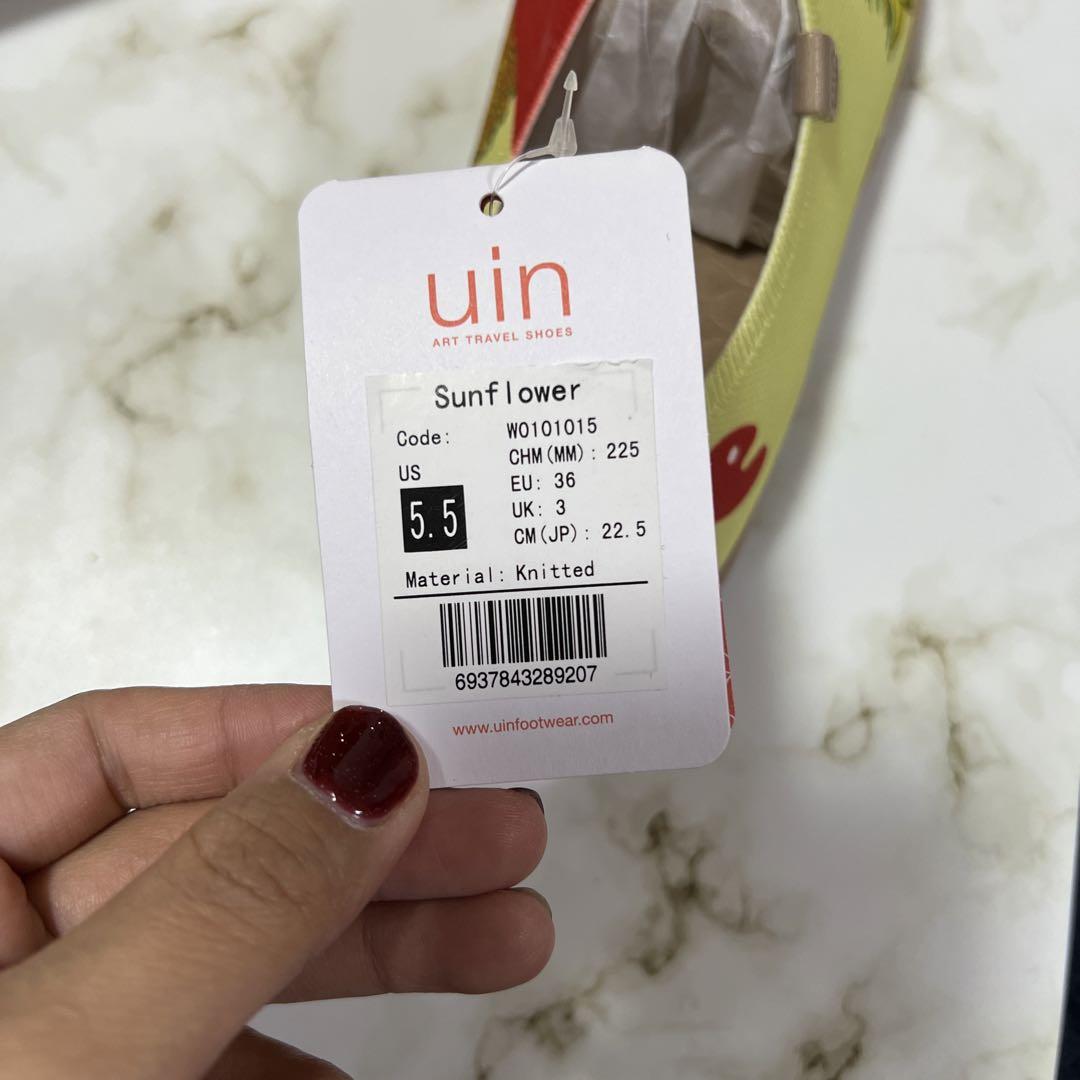 uin
ART TRAVEL SHOES
Sunflower
Code: W0101015
CHM(MM): 225
US
EU: 36
5.5
UK: 3
CM(JP): 22.5
Material: Knitted
6937843289207
www.uinfootwear.com